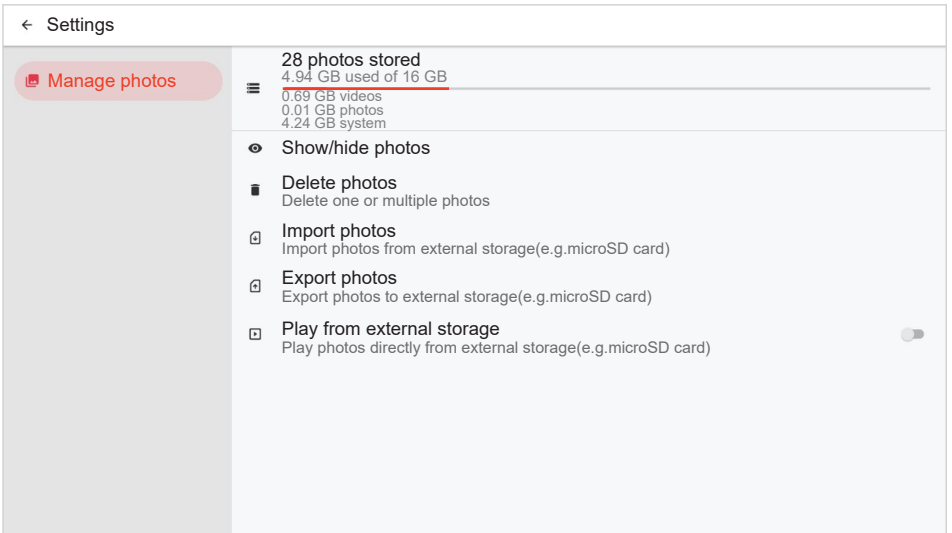 Settings
Manage photos
28 photos stored
4.94 GB used of 16 GB
0.69 GB videos
0.01 GB photos
4.24 GB system
Show/hide photos
Delete photos
Delete one or multiple photos
Import photos
Import photos from external storage(e.g.microSD card)
Export photos
Export photos to external storage(e.g.microSD card)
Play from external storage
Play photos directly from external storage(e.g.microSD card)